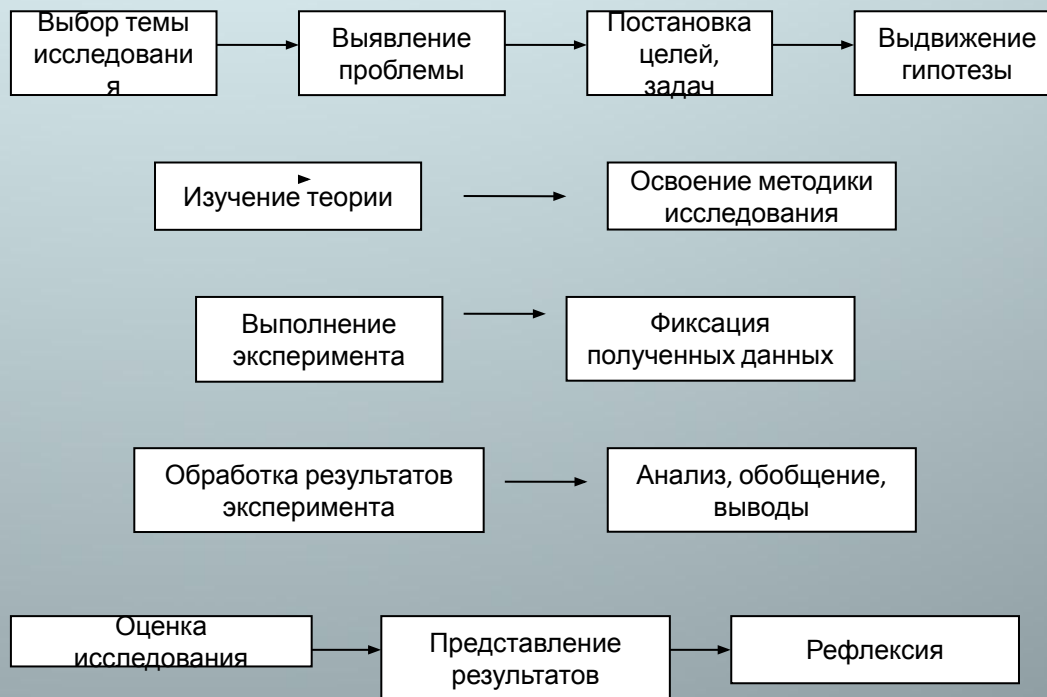 Выбор темы
исследовани
я
Выявление
проблемы
Постановка
целей,
задач
Выдвижение
гипотезы
Изучение теории
Освоение методики
исследования
Выполнение
эксперимента
Фиксация
полученных данных
Обработка результатов
эксперимента
Анализ, обобщение,
выводы
Оценка
исследования
Представление
результатов
Рефлексия